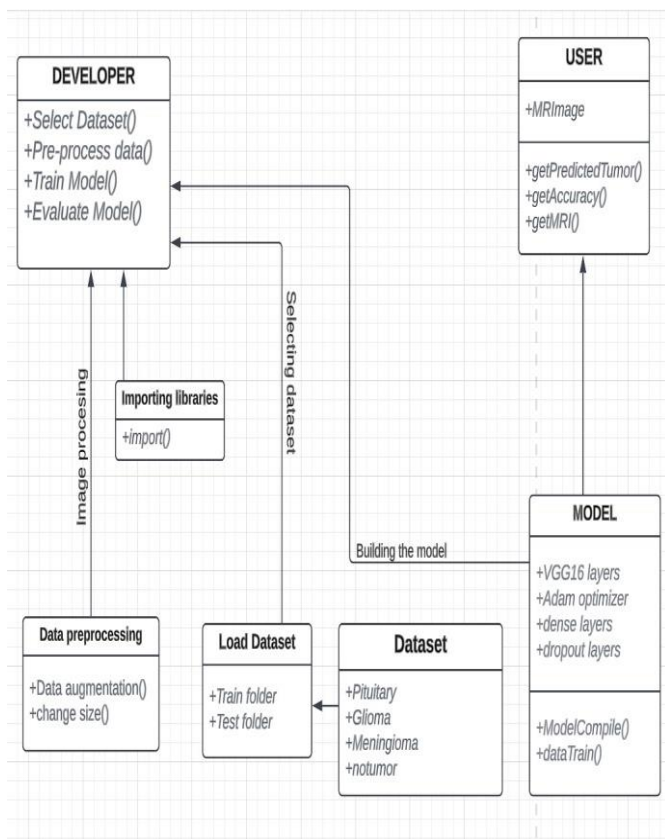 DEVELOPER
+Select Dataset()
+Pre-process data()
+Train Model()
+Evaluate Model()
USER
+MRImage
+getPredictedTumor()
+getAccuracy()
+getMRI()
Image procesing
Importing libraries
+import()
Selecting dataset
Building the model
MODEL
+VGG16 layers
+Adam optimizer
+dense layers
+dropout layers
+ModelCompile()
+dataTrain()
Data preprocessing
+Data augmentation()
+change size()
Load Dataset
+Train folder
+Test folder
Dataset
+Pituitary
+Glioma
+Meningioma
+notumor